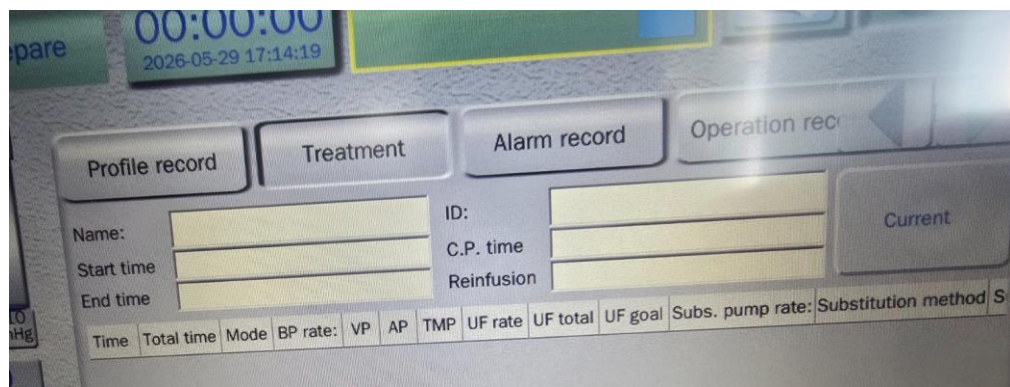 00:00:00
2026-05-29 17:14:19
Profile record
Treatment
Alarm record
Operation
Name:
ID:
Start time
C.P. time
Current
End time
Reinfusion
Time Total time Mode BP rate: VP AP TMP UF rate UF total UF goal Subs. pump rate: Substitution method